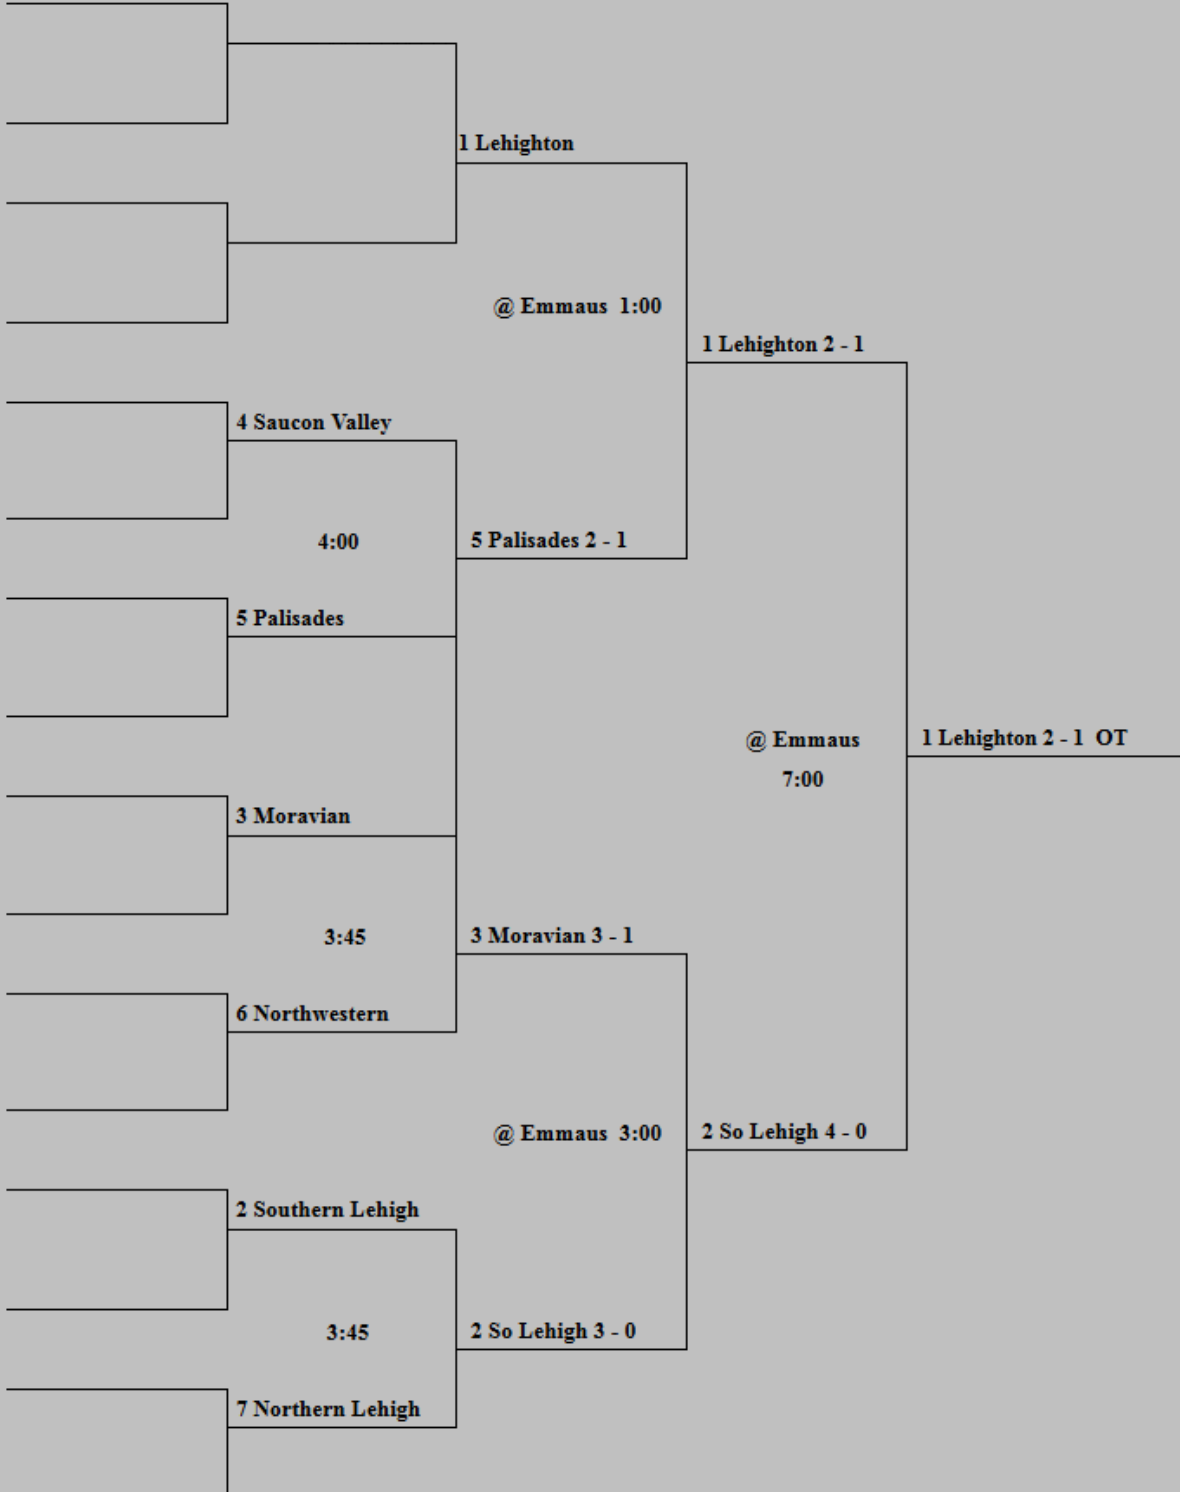 1 Lehighton
@ Emmaus 1:00
1 Lehighton 2 - 1
4 Saucon Valley
4:00
5 Palisades 2 - 1
5 Palisades
@ Emmaus
7:00
1 Lehighton 2 - 1 OT
3 Moravian
3:45
3 Moravian 3 - 1
6 Northwestern
@ Emmaus 3:00
2 So Lehigh 4 - 0
2 Southern Lehigh
3:45
2 So Lehigh 3 - 0
7 Northern Lehigh